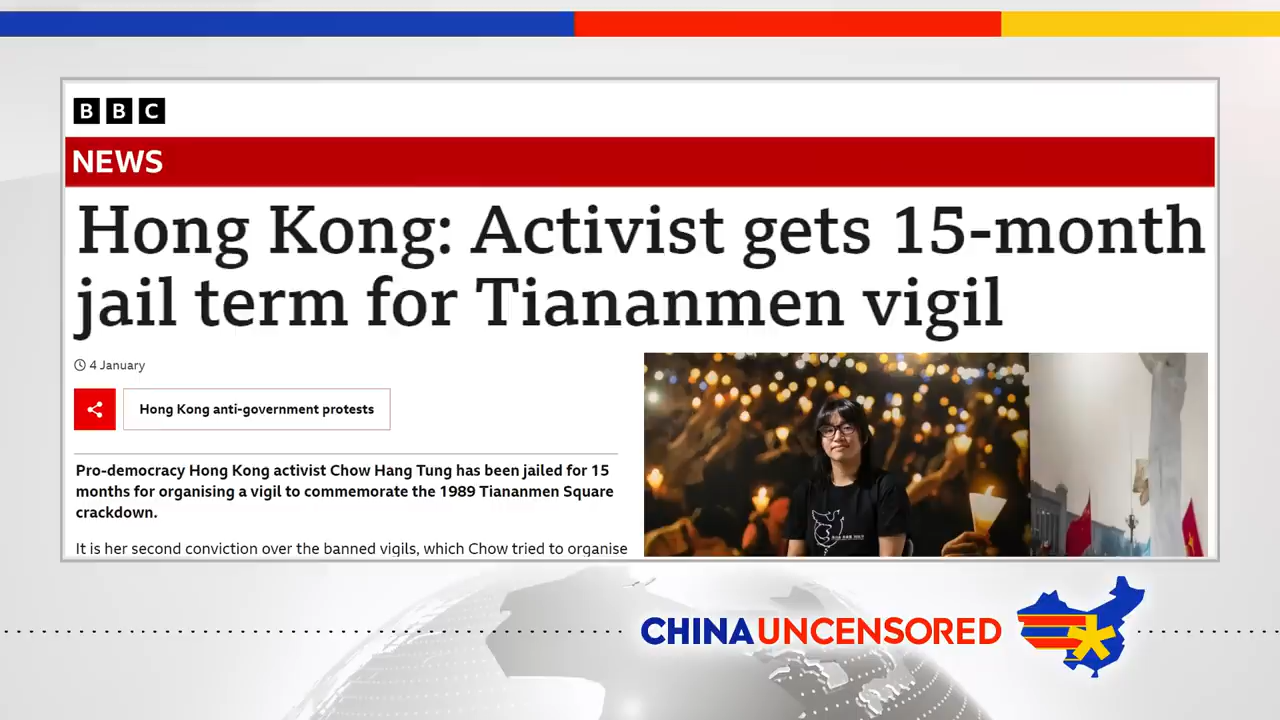 BBC
NEWS
Hong Kong: Activist gets 15-month
jail term for Tiananmen vigil
4 January
Hong Kong anti-government protests
Pro-democracy Hong Kong activist Chow Hang Tung has been jailed for 15
months for organising a vigil to commemorate the 1989 Tiananmen Square
crackdown.
It is her second conviction over the banned vigils, which Chow tried to organise
CHINA UNCENSORED